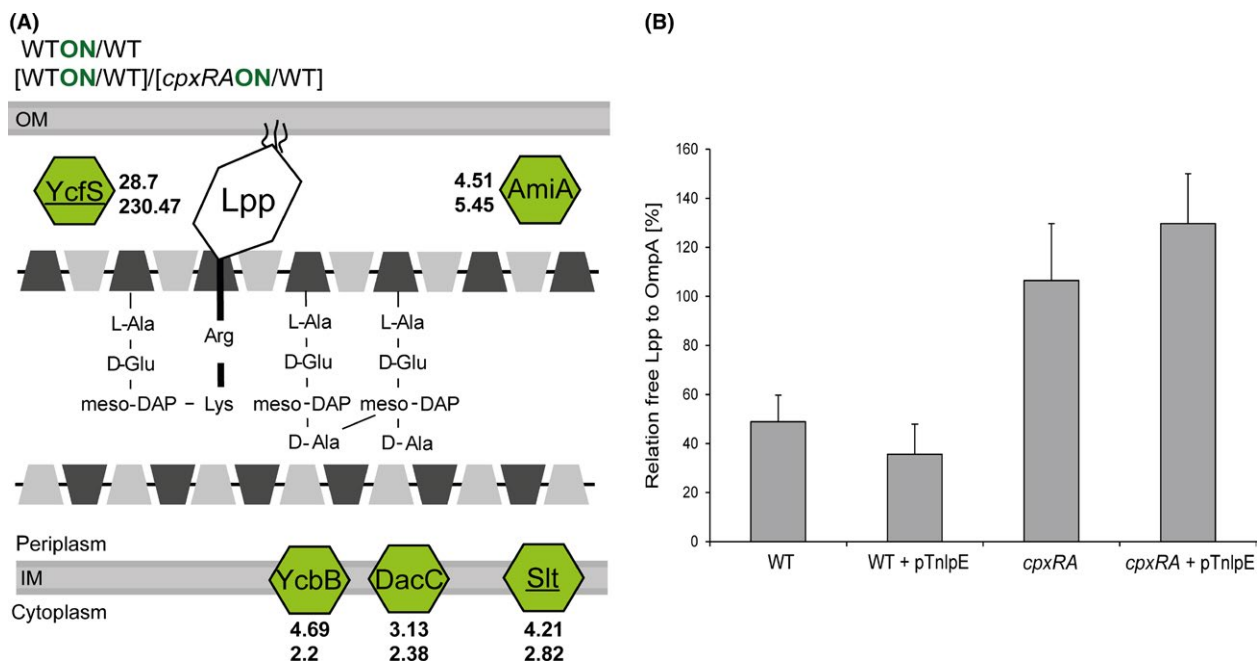 (A)
WTON/WT
[WTON/WT]/[cpxRAON/WT]
OM
YcfS
28.7
230.47
Lpp
4.51
5.45
AmiA
L-Ala
D-Glu
meso-DAP – Lys
Arg
L-Ala
D-Glu
meso-DAP
D-Ala
L-Ala
D-Glu
meso-DAP
D-Ala
Periplasm
IM
Cytoplasm
YcbB
4.69
2.2
DacC
3.13
2.38
Slt
4.21
2.82
(B)
Relation free Lpp to OmpA [%]
160
140
120
100
80
60
40
20
0
WT
WT + pTnlpE
cpxRA
cpxRA + pTnlpE